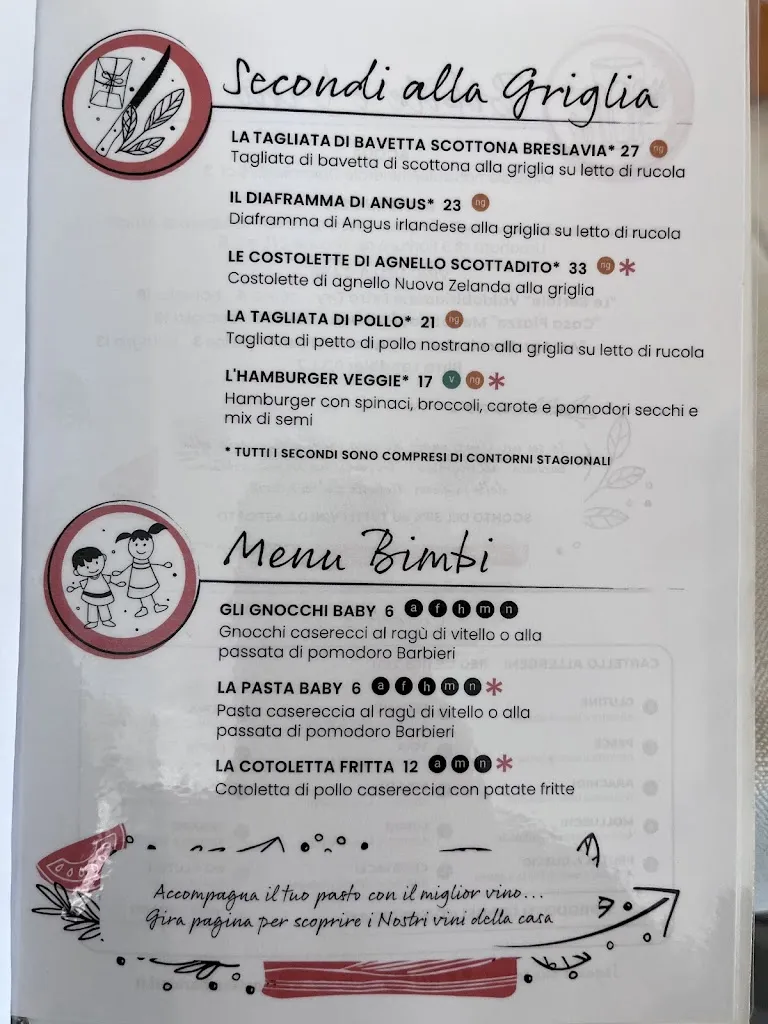 Secondi alla Griglia
LA TAGLIATA DI BAVETTA SCOTTONA BRESLAVIA* 27 ng
Tagliata di bavetta di scottona alla griglia su letto di rucola
IL DIAFRAMMA DI ANGUS* 23 ng
Diaframma di Angus irlandese alla griglia su letto di rucola
LE COSTOLETTE DI AGNELLO SCOTTADITO* 33 ng *
Costolette di agnello Nuova Zelanda alla griglia
LA TAGLIATA DI POLLO* 21 ng
Tagliata di petto di pollo nostrano alla griglia su letto di rucola
L'HAMBURGER VEGGIE* 17 v ng *
Hamburger con spinaci, broccoli, carote e pomodori secchi e
mix di semi
* TUTTI I SECONDI SONO COMPRESI DI CONTORNI STAGIONALI
Menu Bimbi
GLI GNOCCHI BABY 6 a f h m n
Gnocchi caserecci al ragù di vitello o alla
passata di pomodoro Barbieri
LA PASTA BABY 6 a f h m n *
Pasta casereccia al ragù di vitello o alla
passata di pomodoro Barbieri
LA COTOLETTA FRITTA 12 a m n *
Cotoletta di pollo casereccia con patate fritte
Accompagna il tuo pasto con il miglior vino...
Gira pagina per scoprire i Nostri vini della casa